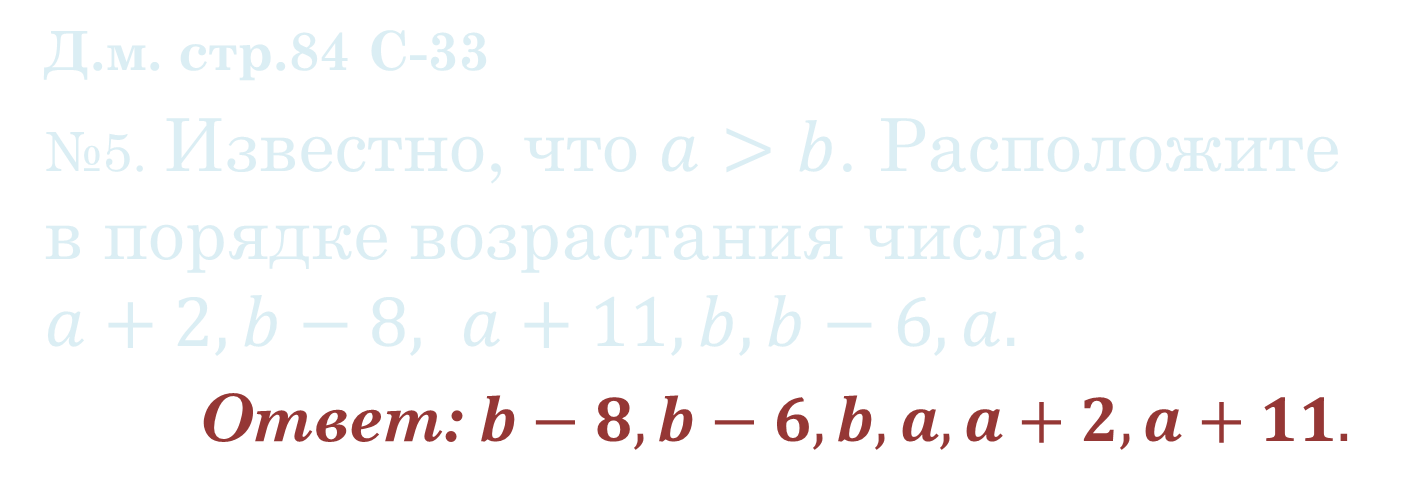 Д.м. стр.84 С-33
№5. Известно, что a > b. Расположите
в порядке возрастания числа:
a + 2, b − 8, a + 11, b, b − 6, a.
Ответ: b − 8, b − 6, b, a, a + 2, a + 11.